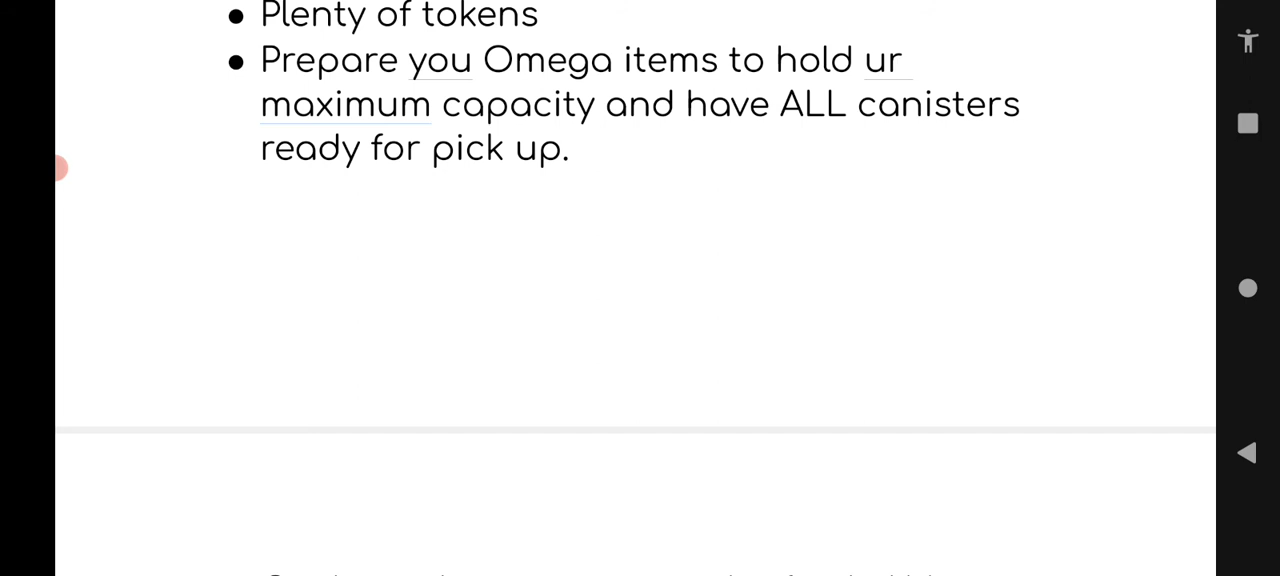 ● Plenty of tokens
● Prepare you Omega items to hold ur
maximum capacity and have ALL canisters
ready for pick up.